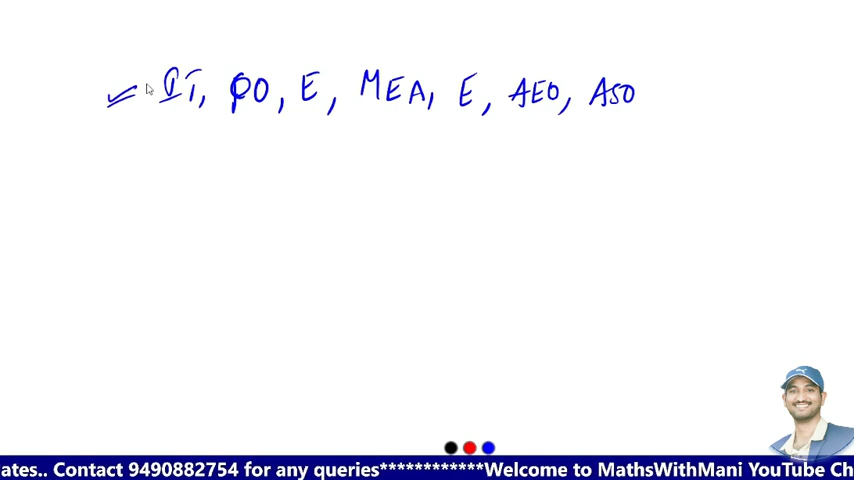 IT, PO, E, MEA, E, AEO, ASO
ates.. Contact 9490882754 for any queries************Welcome to MathsWithMani YouTube Ch